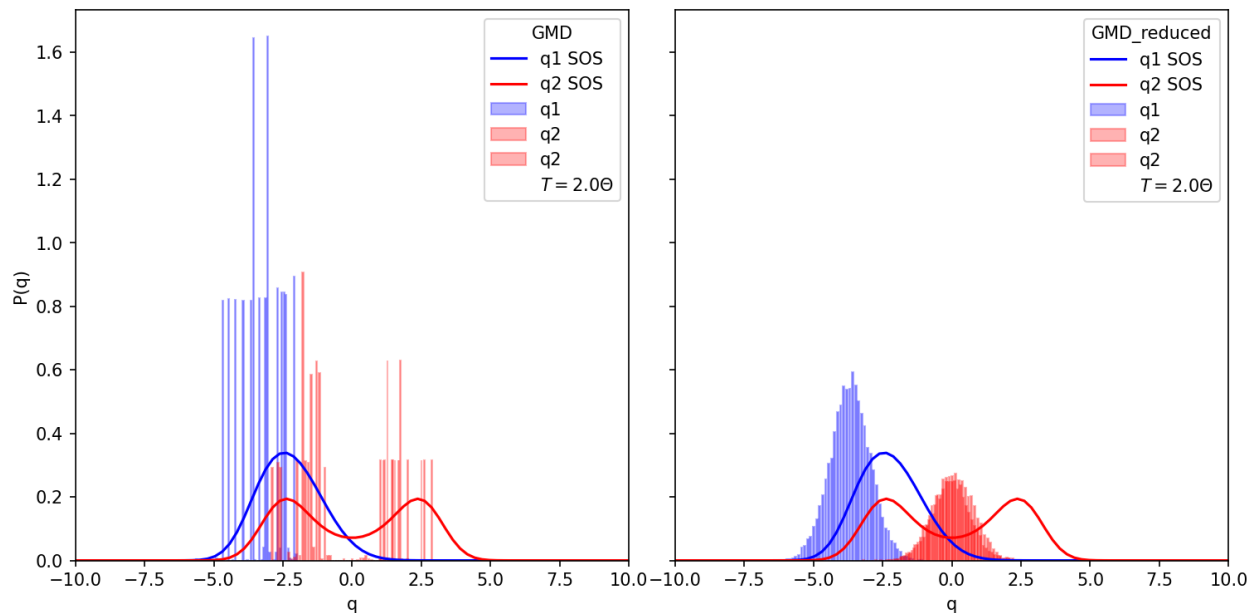 GMD
q1 SOS
q2 SOS
q1
q2
q2
T = 2.0Θ
P(q)
1.6
1.4
1.2
1.0
0.8
0.6
0.4
0.2
0.0
−10.0 −7.5 −5.0 −2.5 0.0 2.5 5.0 7.5 10.0
q
GMD_reduced
q1 SOS
q2 SOS
q1
q2
q2
T = 2.0Θ
−10.0 −7.5 −5.0 −2.5 0.0 2.5 5.0 7.5 10.0
q